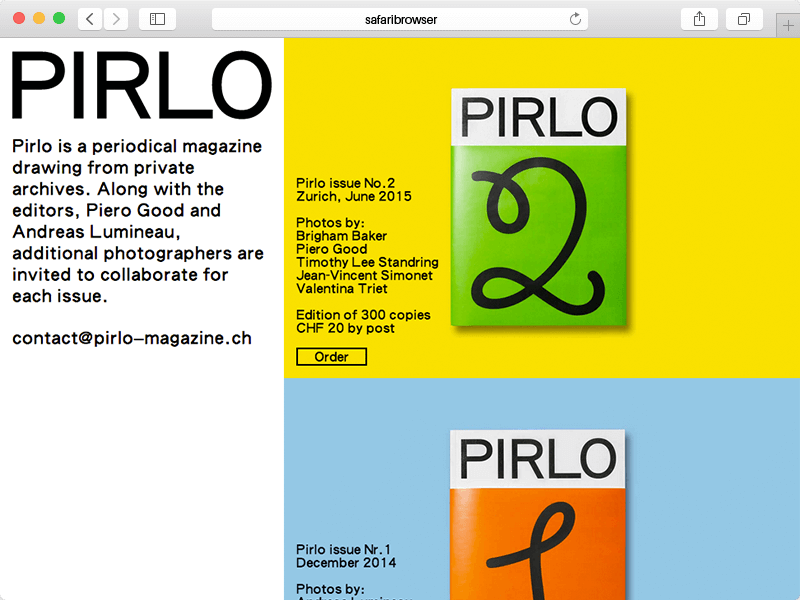 safaribrowser
PIRLO
Pirlo is a periodical magazine
drawing from private
archives. Along with the
editors, Piero Good and
Andreas Lumineau,
additional photographers are
invited to collaborate for
each issue.
contact@pirlo–magazine.ch
Pirlo issue No.2
Zurich, June 2015
Photos by:
Brigham Baker
Piero Good
Timothy Lee Standring
Jean-Vincent Simonet
Valentina Triet
Edition of 300 copies
CHF 20 by post
Order
PIRLO
2
Pirlo issue Nr.1
December 2014
Photos by:
PIRLO
1